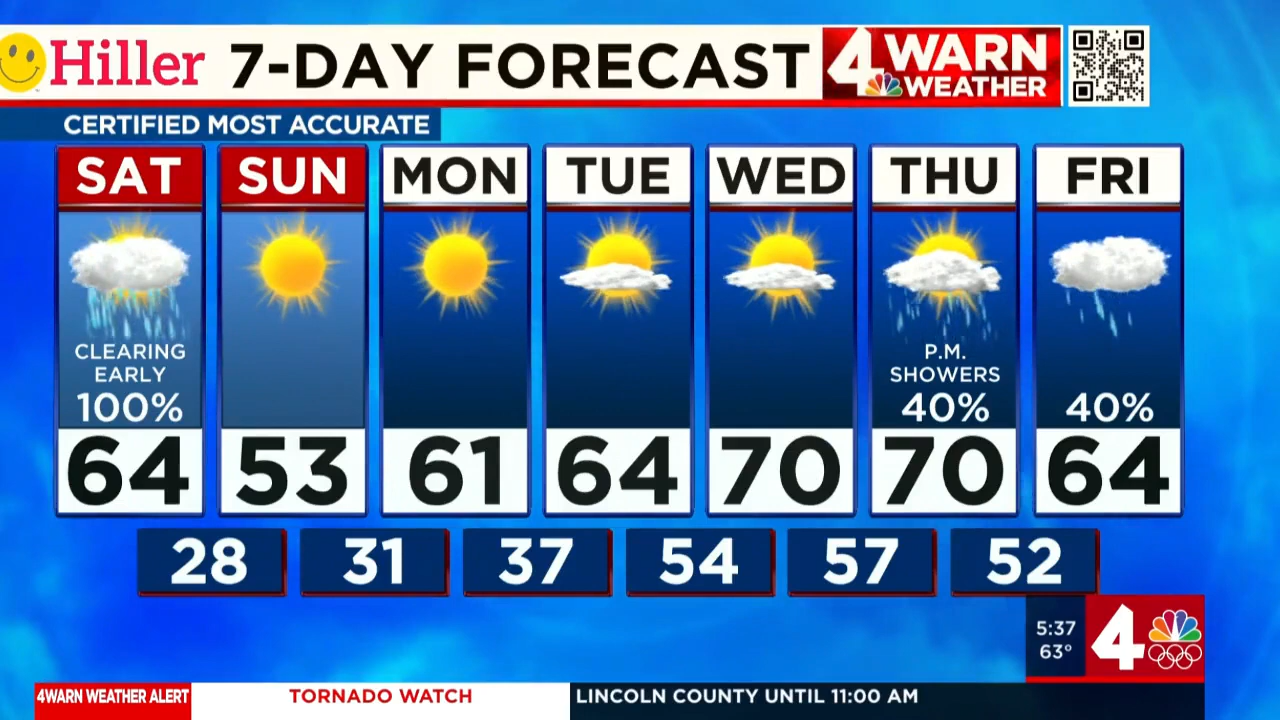 Hiller 7-DAY FORECAST 4WARN WEATHER
CERTIFIED MOST ACCURATE
SAT SUN MON TUE WED THU FRI
CLEARING EARLY 100%
P.M. SHOWERS 40%
40%
64 53 61 64 70 70 64
28 31 37 54 57 52
5:37
63°
4
4WARN WEATHER ALERT TORNADO WATCH LINCOLN COUNTY UNTIL 11:00 AM